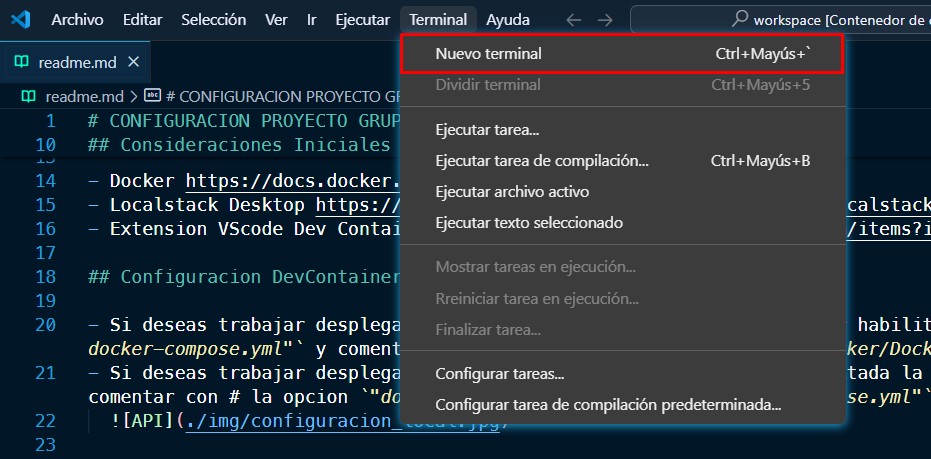 Archivo Editar Selección Ver Ir Ejecutar Terminal Ayuda workspace [Contenedor de
readme.md
readme.md > # CONFIGURACION PROYECTO
Nuevo terminal Ctrl+Mayús+`
Dividir terminal Ctrl+Mayús+5
Ejecutar tarea...
Ejecutar tarea de compilación... Ctrl+Mayús+B
Ejecutar archivo activo
Ejecutar texto seleccionado
Mostrar tareas en ejecución...
Rreiniciar tarea en ejecución...
Finalizar tarea...
Configurar tareas...
Configurar tarea de compilación predeterminada...
1 # CONFIGURACION PROYECTO GRUP
10 ## Consideraciones Iniciales
14 - Docker https://docs.docker.
15 - Localstack Desktop https:// calstack
16 - Extension VScode Dev Contai /items?i
17
18 ## Configuracion DevContainer
19
20 - Si deseas trabajar desplega habilit
docker-compose.yml"` y coment ker/Dock
21 - Si deseas trabajar desplega tada la
comentar con # la opcion `"do se.yml"`
22 ![API](./img/configuracion_local.jpg)
23